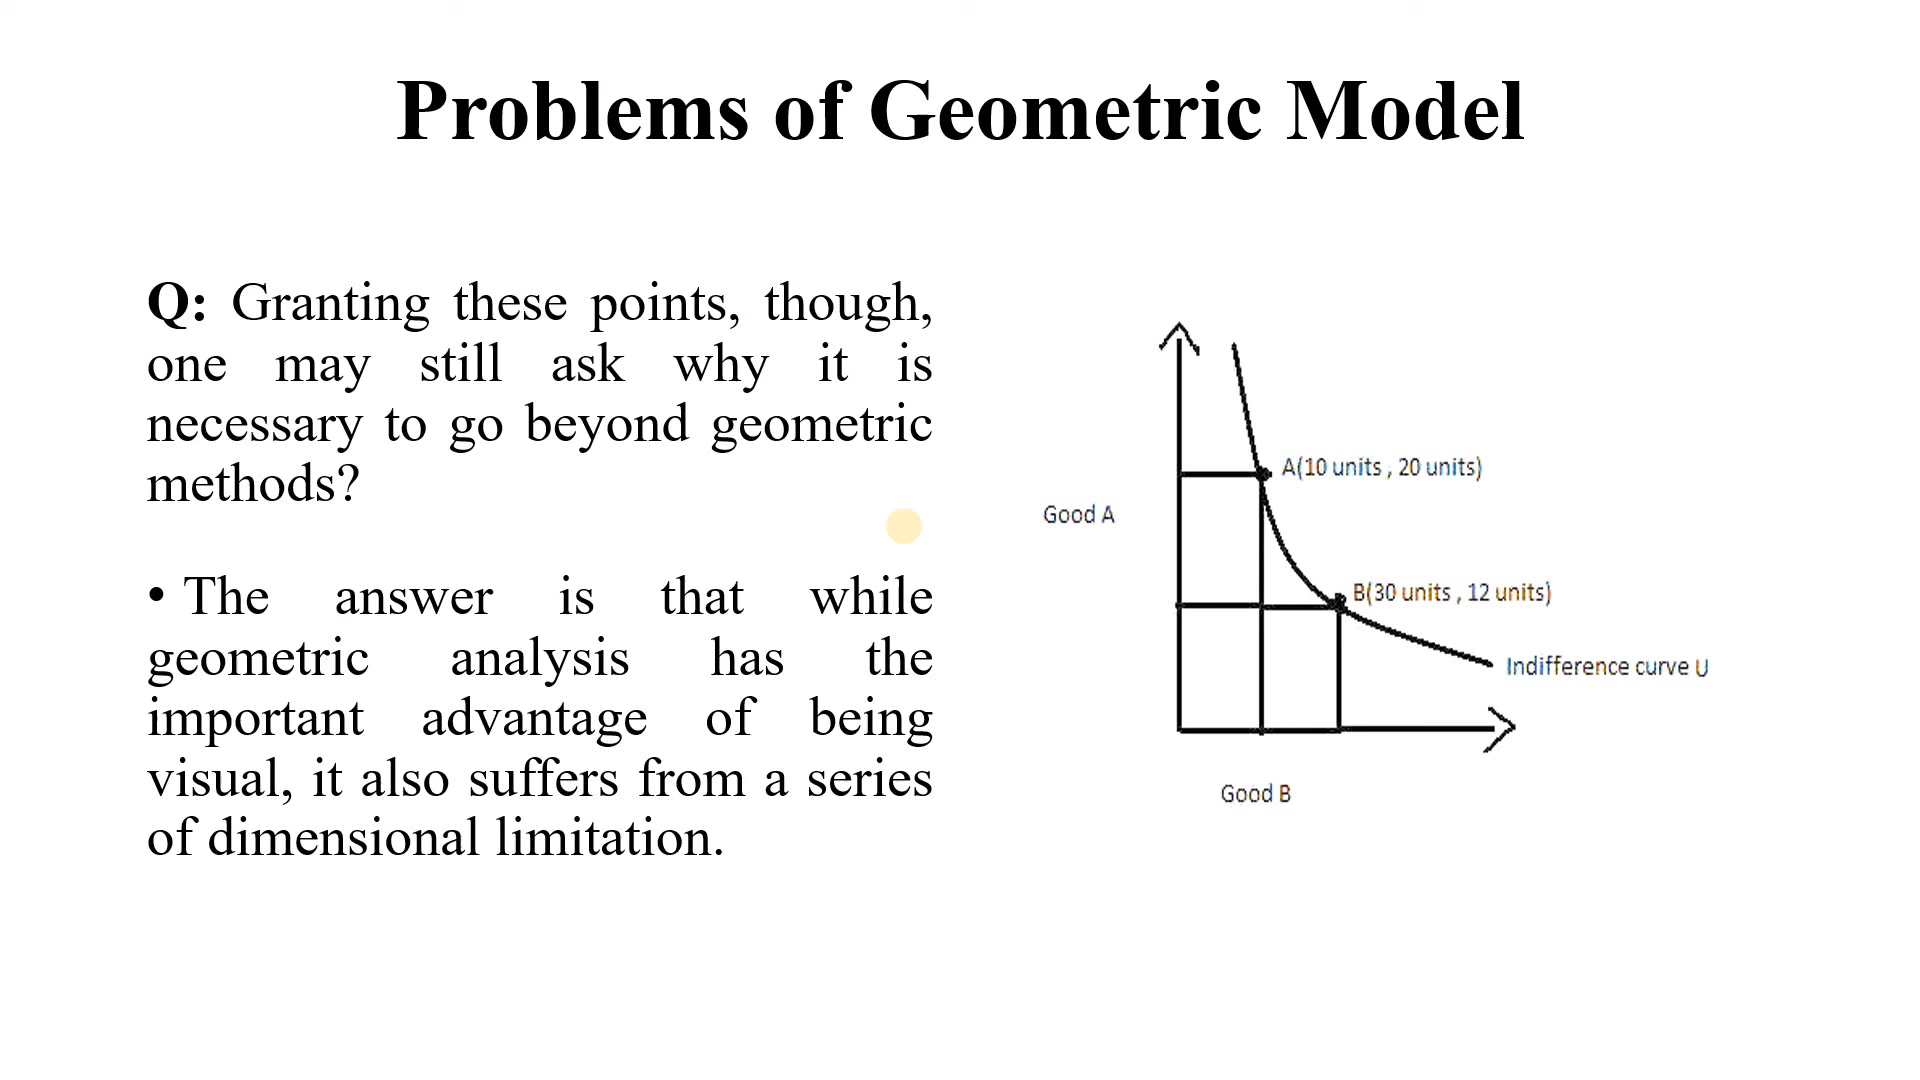 Problems of Geometric Model
Q: Granting these points, though,
one may still ask why it is
necessary to go beyond geometric
methods?
• The answer is that while
geometric analysis has the
important advantage of being
visual, it also suffers from a series
of dimensional limitation.
A(10 units , 20 units)
Good A
B(30 units , 12 units)
Indifference curve U
Good B